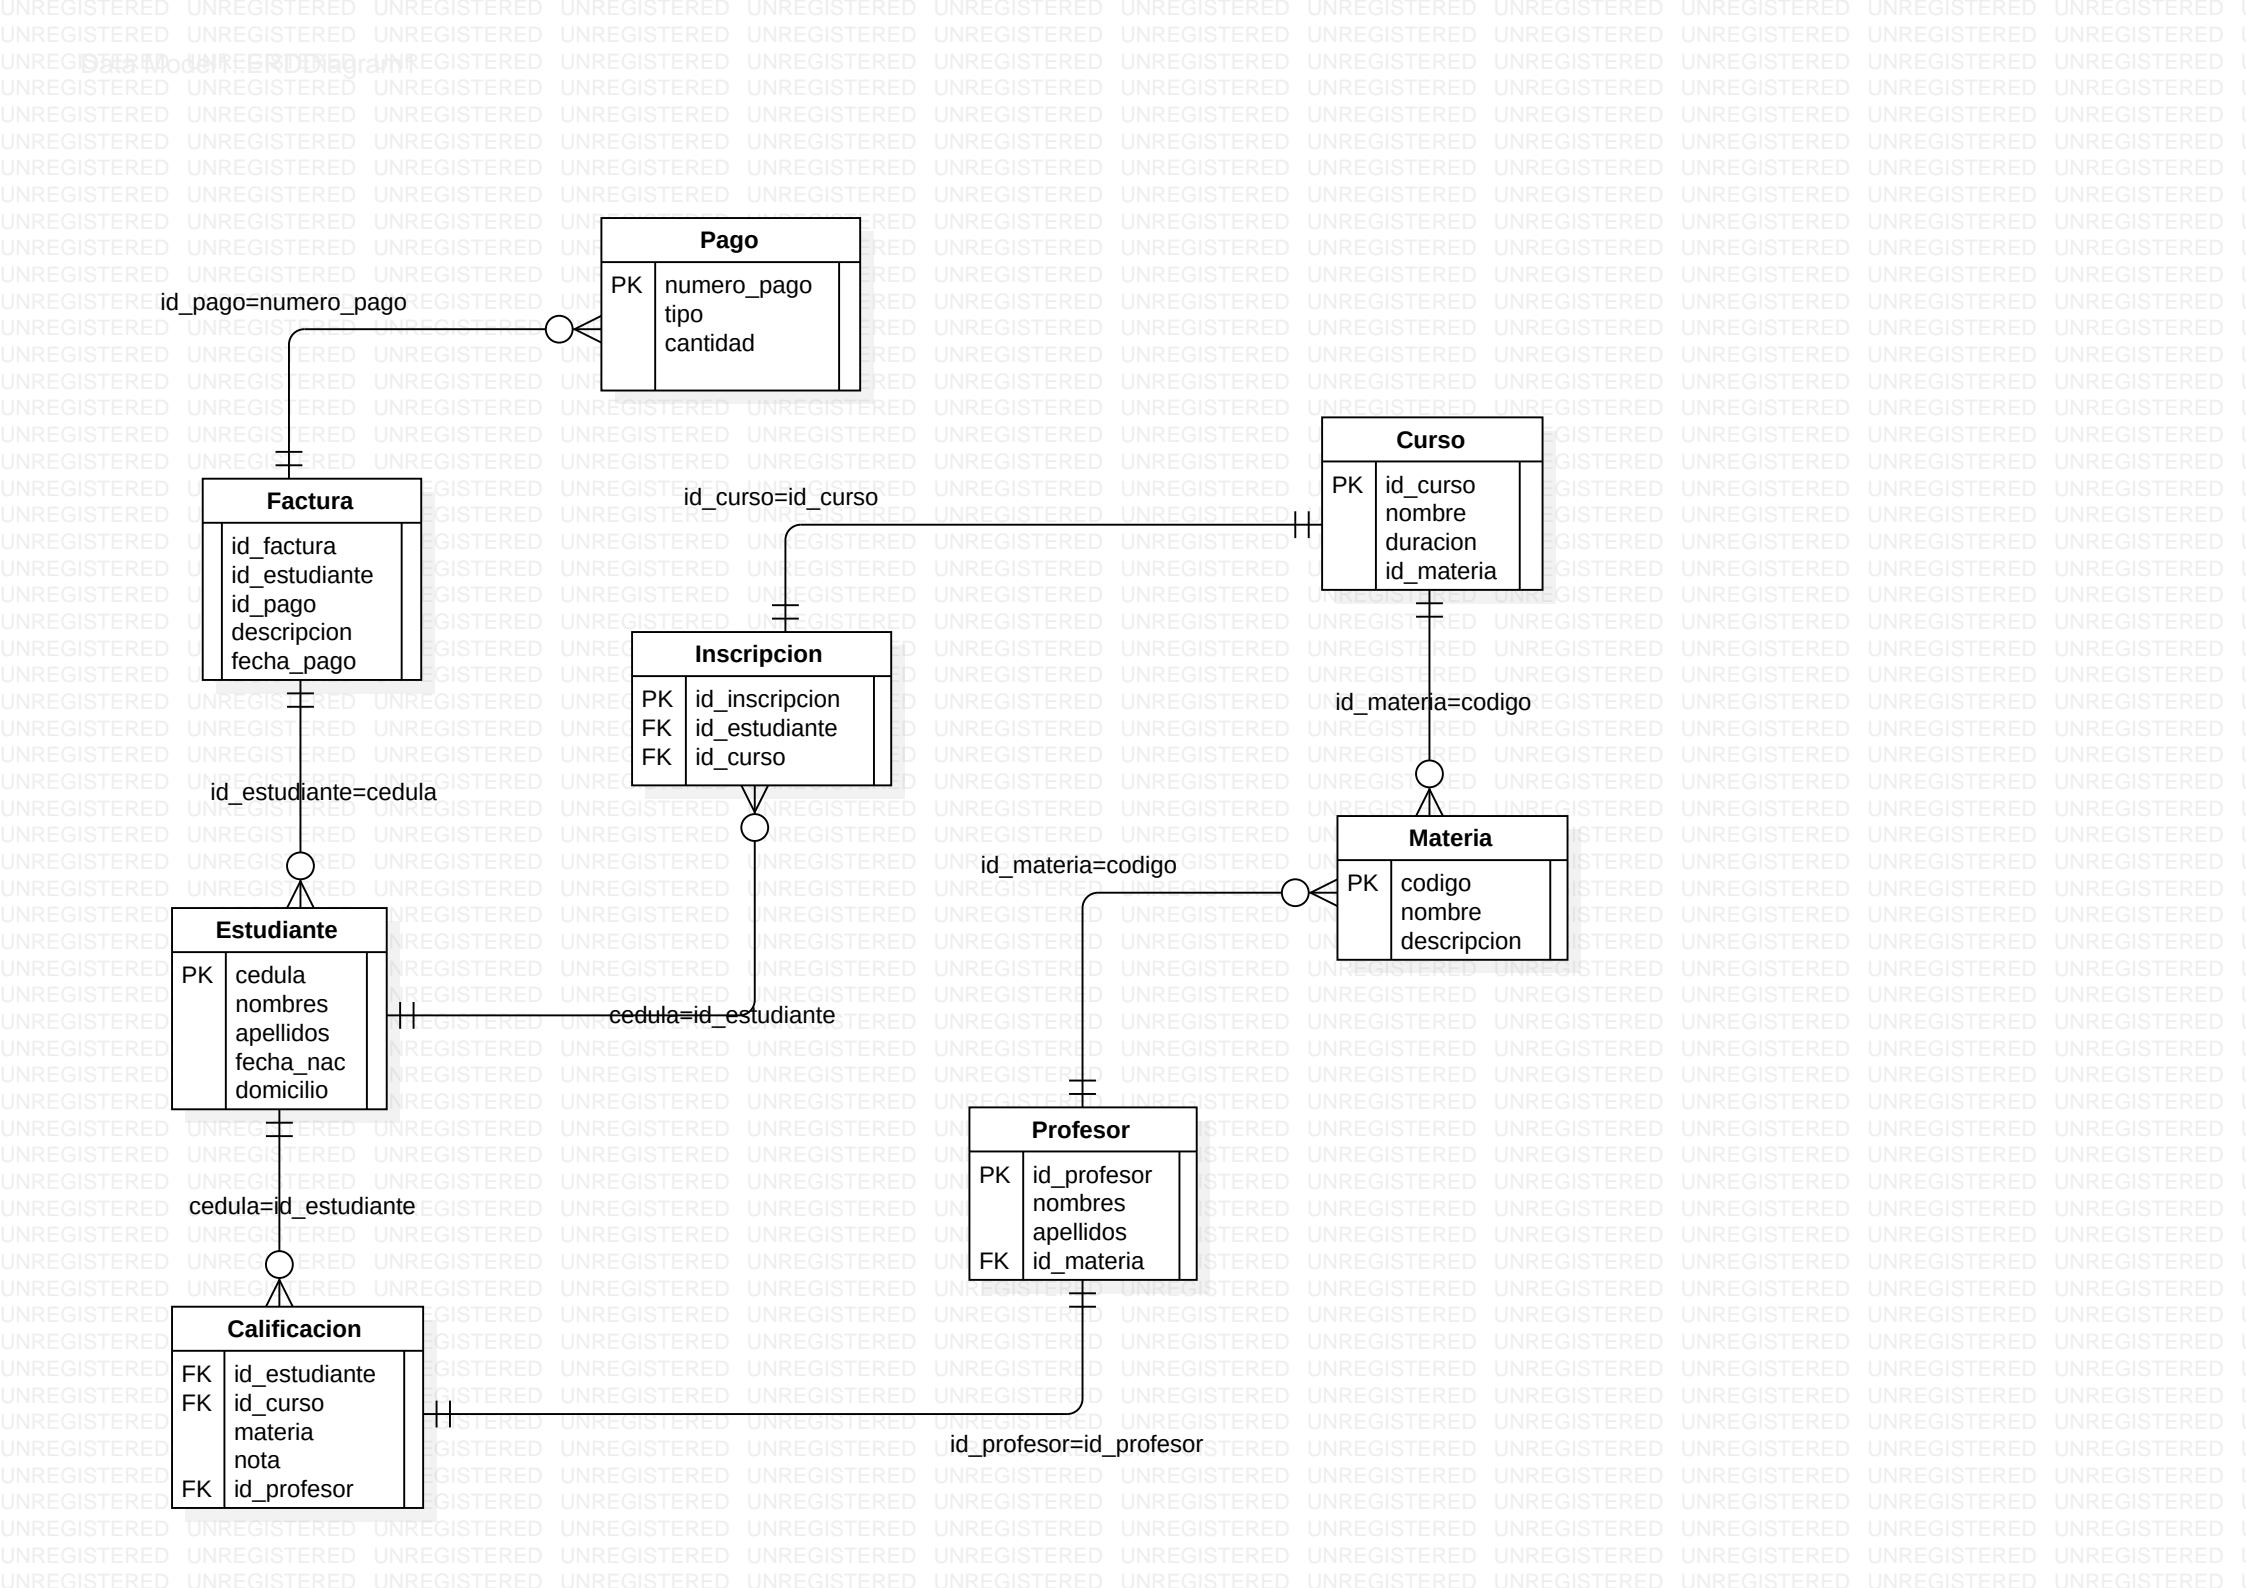 Data Model1::ERDDiagram1
Pago
PK numero_pago
tipo
cantidad
id_pago=numero_pago
Curso
PK id_curso
nombre
duracion
id_materia
Factura
id_factura
id_estudiante
id_pago
descripcion
fecha_pago
id_curso=id_curso
Inscripcion
PK id_inscripcion
FK id_estudiante
FK id_curso
id_materia=codigo
id_estudiante=cedula
Materia
PK codigo
nombre
descripcion
id_materia=codigo
Estudiante
PK cedula
nombres
apellidos
fecha_nac
domicilio
cedula=id_estudiante
Profesor
PK id_profesor
nombres
apellidos
FK id_materia
cedula=id_estudiante
Calificacion
FK id_estudiante
FK id_curso
materia
nota
FK id_profesor
id_profesor=id_profesor
UNREGISTERED